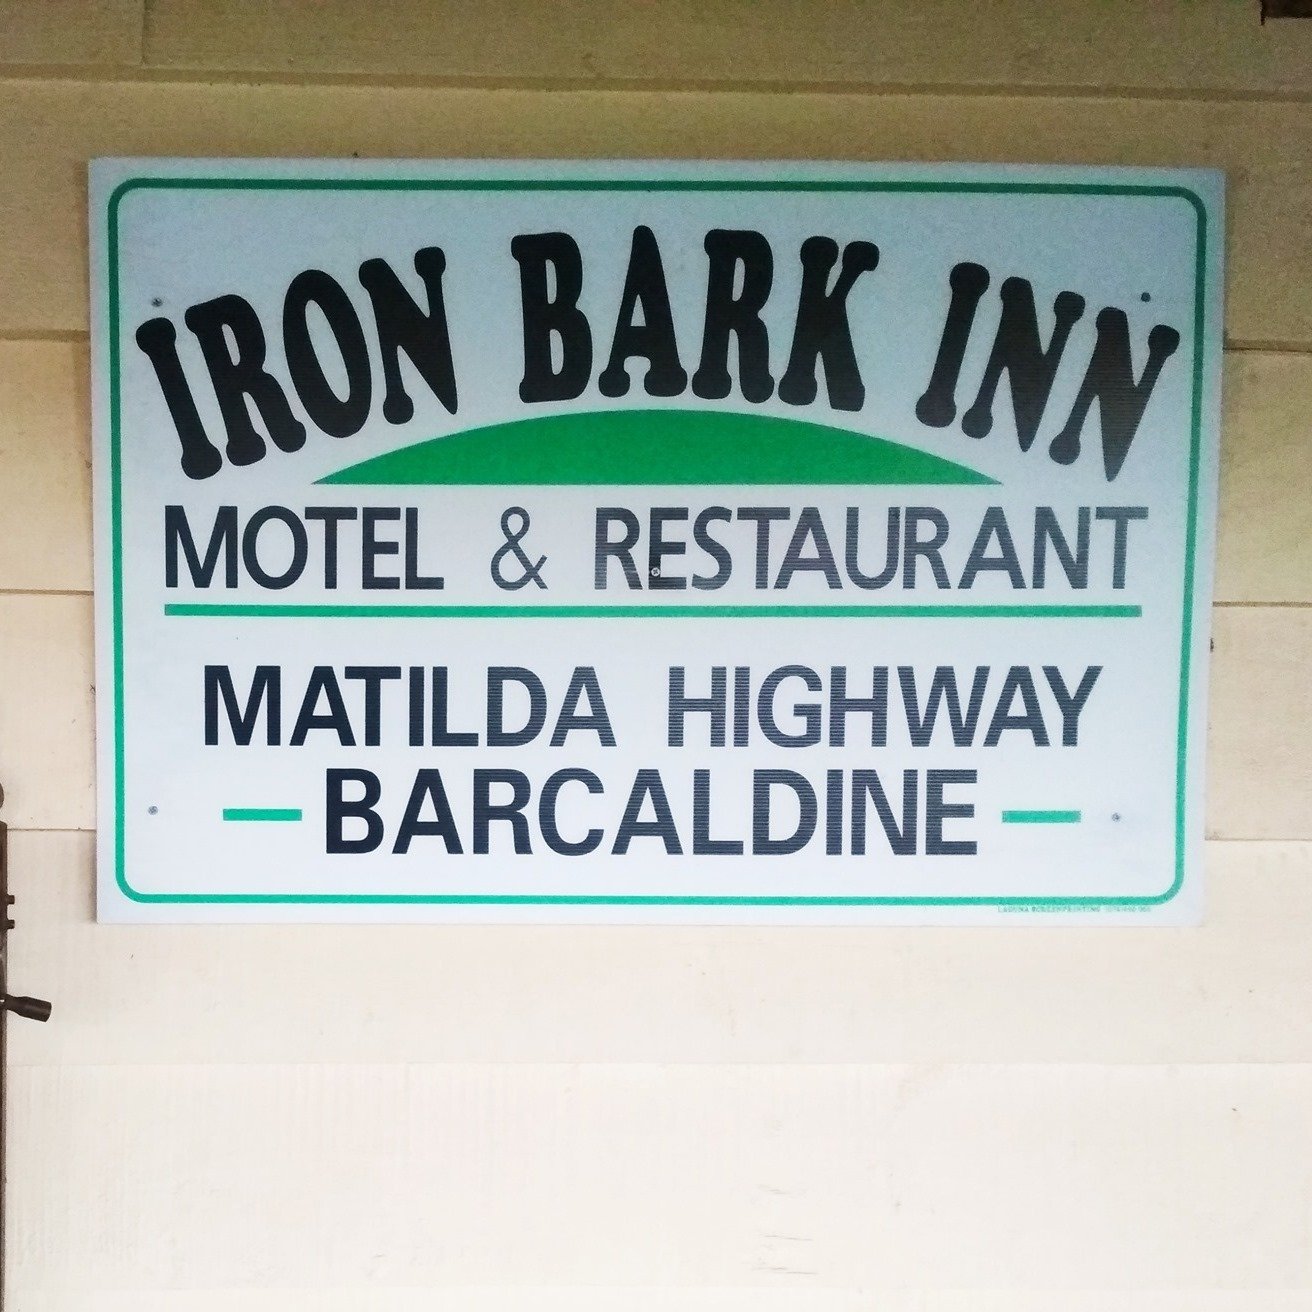 IRON BARK INN
MOTEL & RESTAURANT
MATILDA HIGHWAY
- BARCALDINE -